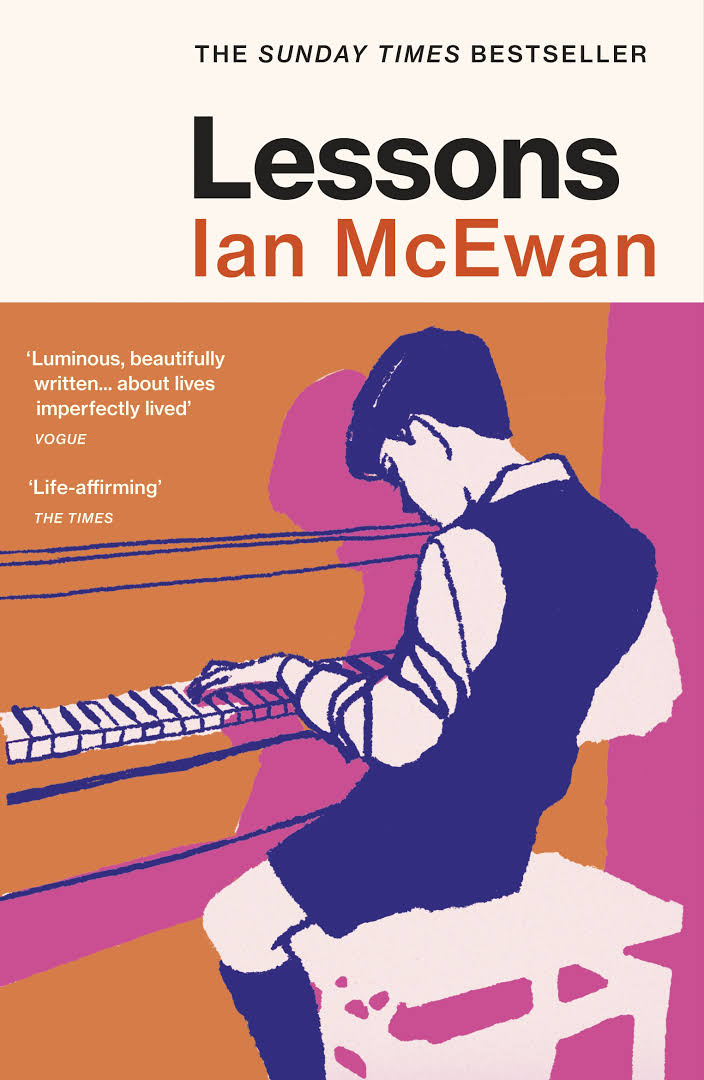 THE SUNDAY TIMES BESTSELLER
Lessons
Ian McEwan
‘Luminous, beautifully
written... about lives
imperfectly lived’
VOGUE
‘Life-affirming’
THE TIMES